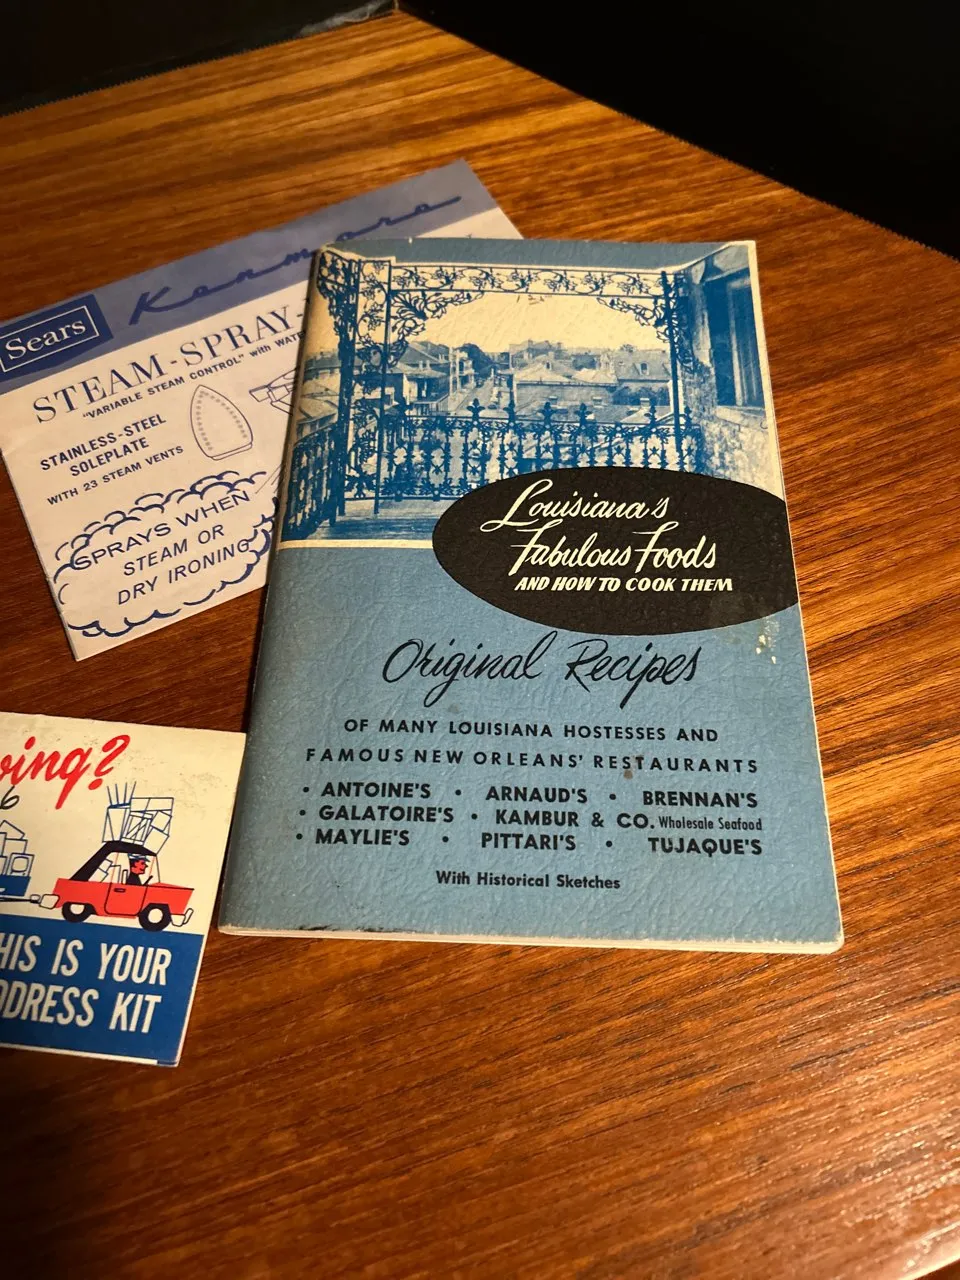 Sears
Kenmore
STEAM-SPRAY-
"VARIABLE STEAM CONTROL" with
STAINLESS-STEEL
SOLEPLATE
WITH 23 STEAM VENTS
SPRAYS WHEN
STEAM OR
DRY IRONING
Louisiana's
Fabulous Foods
AND HOW TO COOK THEM
Original Recipes
OF MANY LOUISIANA HOSTESSES AND
FAMOUS NEW ORLEANS' RESTAURANTS
• ANTOINE'S • ARNAUD'S • BRENNAN'S
• GALATOIRE'S • KAMBUR & CO. Wholesale Seafood
• MAYLIE'S • PITTARI'S • TUJAQUE'S
With Historical Sketches
6
IS YOUR
KIT